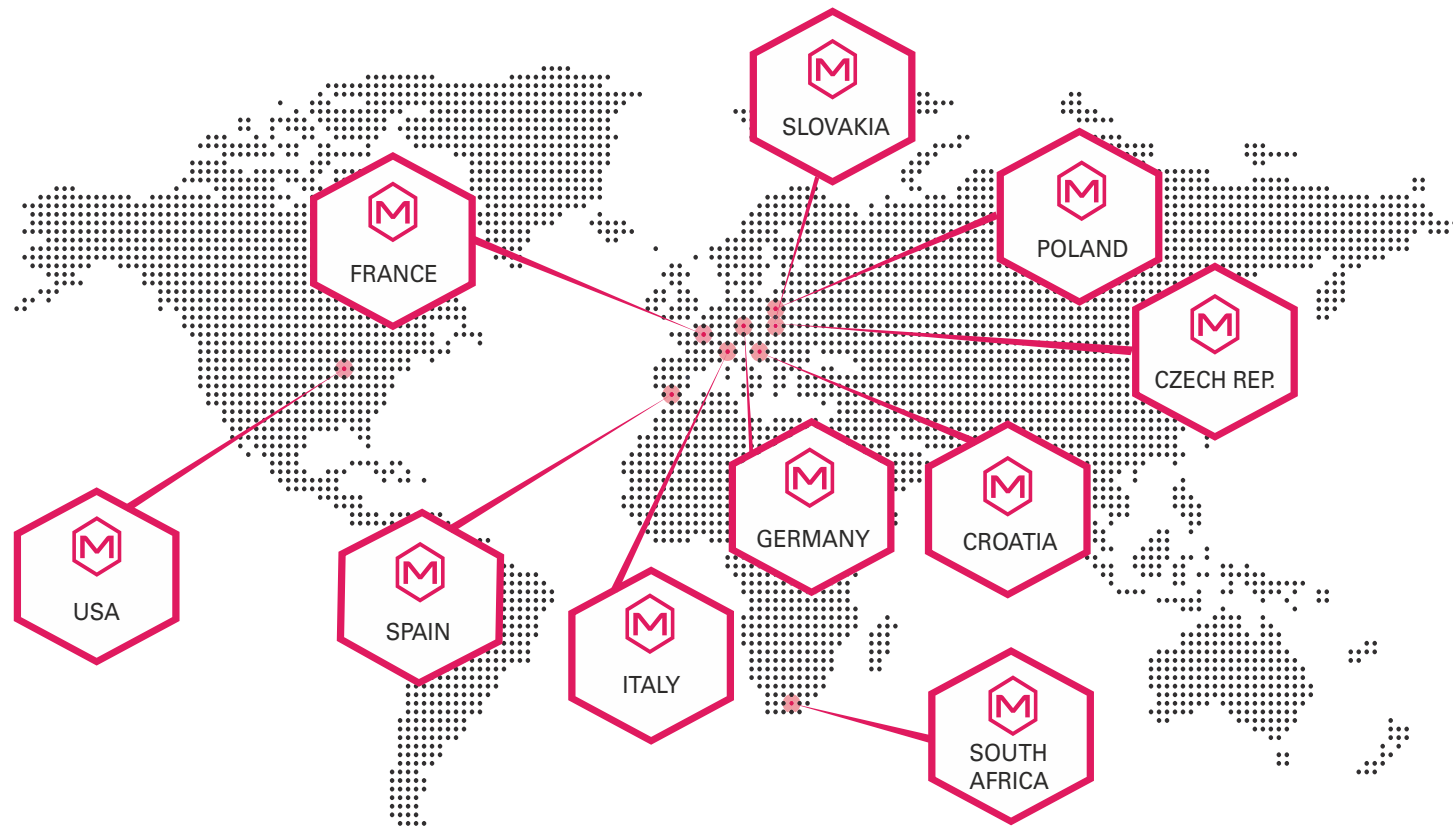 SLOVAKIA
POLAND
FRANCE
CZECH REP.
GERMANY
CROATIA
USA
SPAIN
ITALY
SOUTH
AFRICA